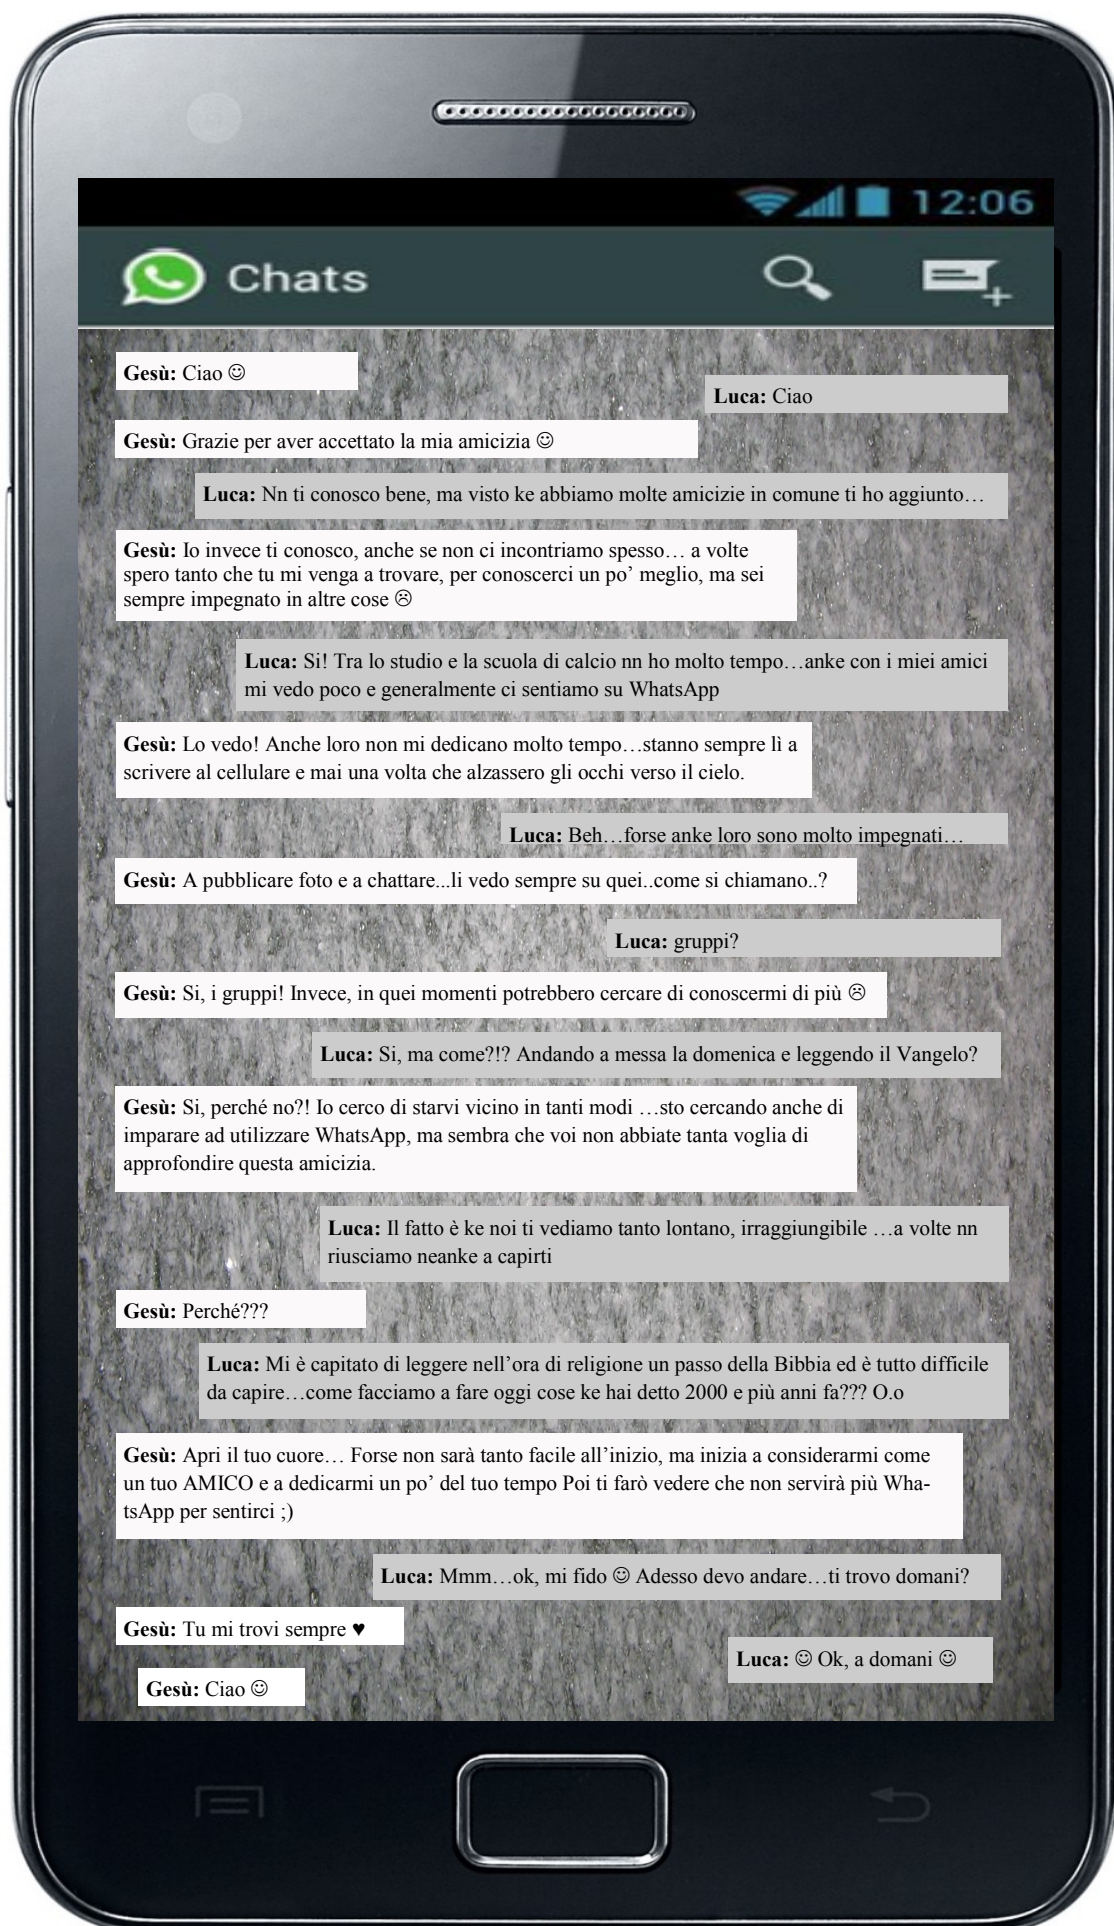 12:06
Chats
Gesù: Ciao ☺
Luca: Ciao
Gesù: Grazie per aver accettato la mia amicizia ☺
Luca: Nn ti conosco bene, ma visto ke abbiamo molte amicizie in comune ti ho aggiunto…
Gesù: Io invece ti conosco, anche se non ci incontriamo spesso… a volte
spero tanto che tu mi venga a trovare, per conoscerci un po’ meglio, ma sei
sempre impegnato in altre cose ☹
Luca: Si! Tra lo studio e la scuola di calcio nn ho molto tempo…anke con i miei amici
mi vedo poco e generalmente ci sentiamo su WhatsApp
Gesù: Lo vedo! Anche loro non mi dedicano molto tempo…stanno sempre lì a
scrivere al cellulare e mai una volta che alzassero gli occhi verso il cielo.
Luca: Beh…forse anke loro sono molto impegnati…
Gesù: A pubblicare foto e a chattare...li vedo sempre su quei..come si chiamano..?
Luca: gruppi?
Gesù: Si, i gruppi! Invece, in quei momenti potrebbero cercare di conoscermi di più ☹
Luca: Si, ma come?!? Andando a messa la domenica e leggendo il Vangelo?
Gesù: Si, perché no?! Io cerco di starvi vicino in tanti modi …sto cercando anche di
imparare ad utilizzare WhatsApp, ma sembra che voi non abbiate tanta voglia di
approfondire questa amicizia.
Luca: Il fatto è ke noi ti vediamo tanto lontano, irraggiungibile …a volte nn
riusciamo neanke a capirti
Gesù: Perché???
Luca: Mi è capitato di leggere nell’ora di religione un passo della Bibbia ed è tutto difficile
da capire…come facciamo a fare oggi cose ke hai detto 2000 e più anni fa??? O.o
Gesù: Apri il tuo cuore… Forse non sarà tanto facile all’inizio, ma inizia a considerarmi come
un tuo AMICO e a dedicarmi un po’ del tuo tempo Poi ti farò vedere che non servirà più Wha-
tsApp per sentirci ;)
Luca: Mmm…ok, mi fido ☺ Adesso devo andare…ti trovo domani?
Gesù: Tu mi trovi sempre ♥
Luca: ☺ Ok, a domani ☺
Gesù: Ciao ☺